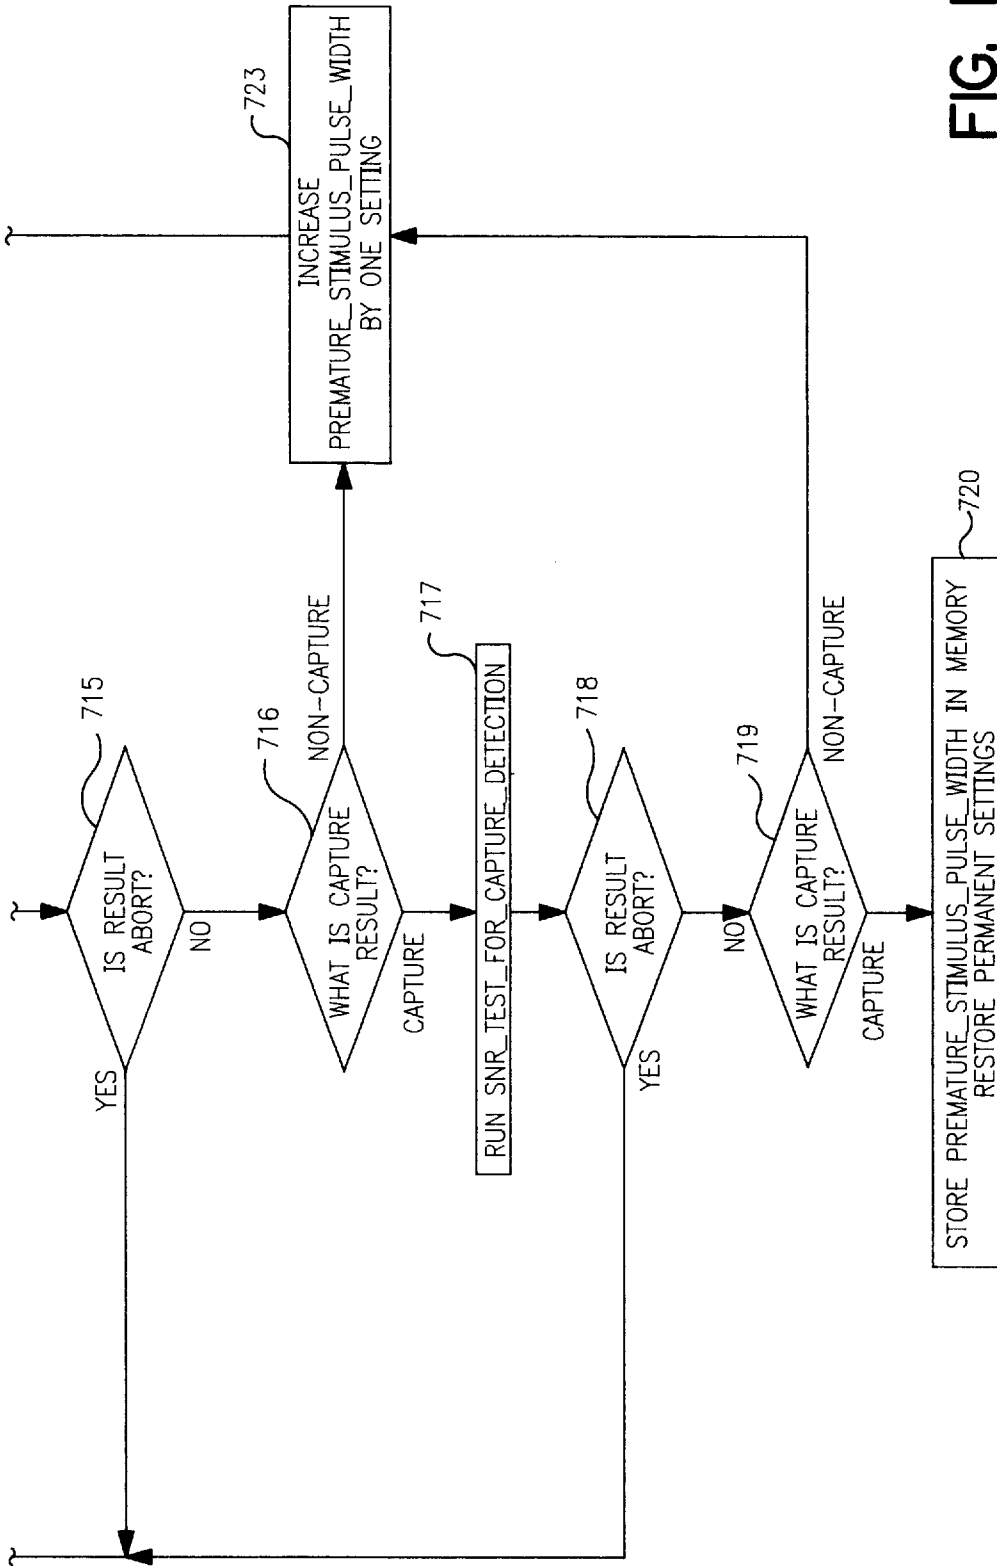 715
IS RESULT
ABORT?
YES
NO
716
WHAT IS CAPTURE
RESULT?
NON-CAPTURE
CAPTURE
723
INCREASE
PREMATURE_STIMULUS_PULSE_WIDTH
BY ONE SETTING
717
RUN SNR_TEST_FOR_CAPTURE_DETECTION
718
IS RESULT
ABORT?
YES
NO
719
WHAT IS CAPTURE
RESULT?
NON-CAPTURE
CAPTURE
720
STORE PREMATURE_STIMULUS_PULSE_WIDTH IN MEMORY
RESTORE PERMANENT SETTINGS
FIG.